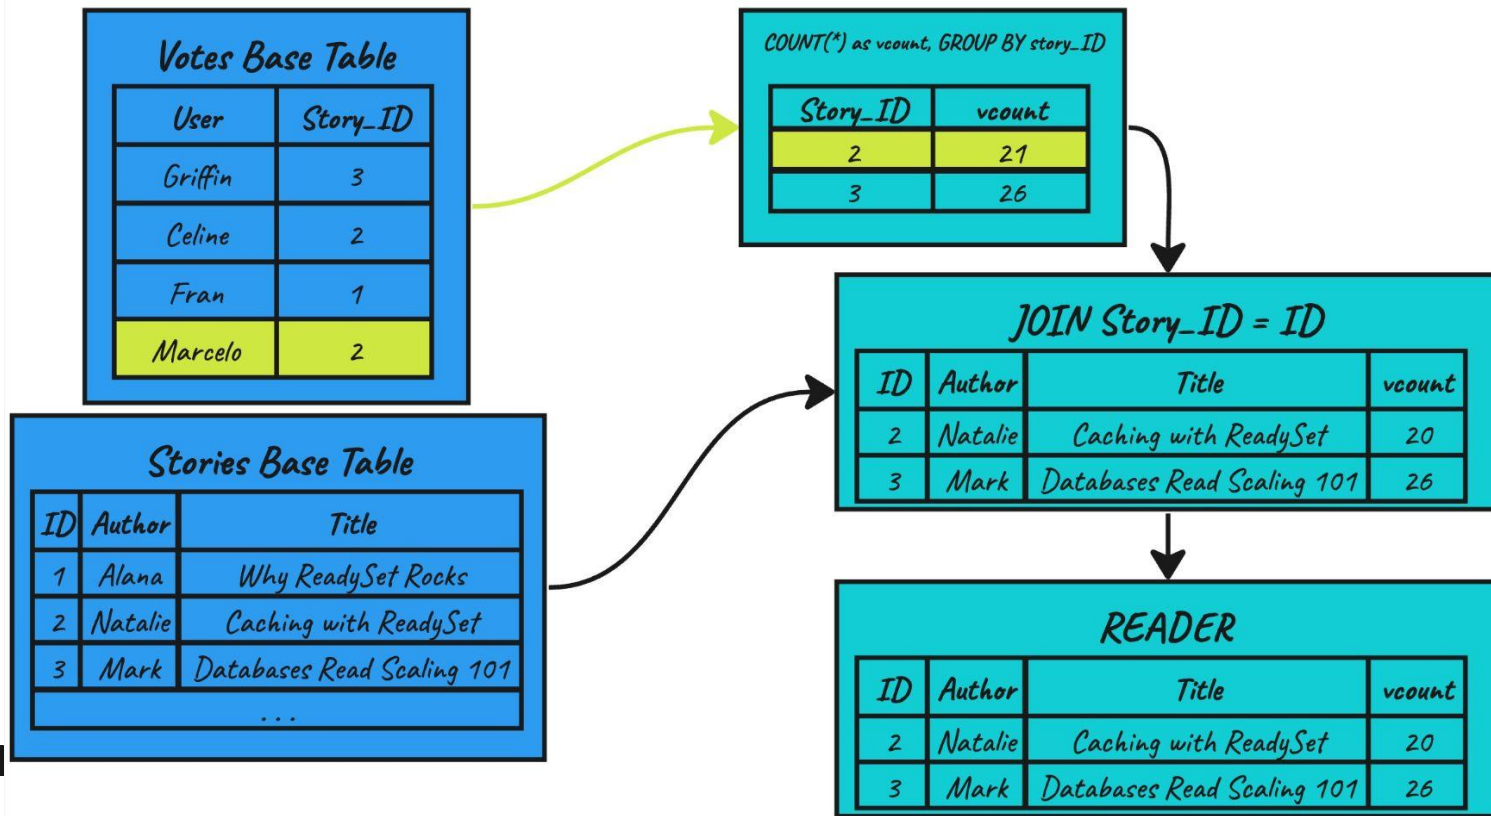 Votes Base Table
User Story_ID
Griffin 3
Celine 2
Fran 1
Marcelo 2
COUNT(*) as vcount, GROUP BY story_ID
Story_ID vcount
2 21
3 26
Stories Base Table
ID Author Title
1 Alana Why ReadySet Rocks
2 Natalie Caching with ReadySet
3 Mark Databases Read Scaling 101
...
JOIN Story_ID = ID
ID Author Title vcount
2 Natalie Caching with ReadySet 20
3 Mark Databases Read Scaling 101 26
READER
ID Author Title vcount
2 Natalie Caching with ReadySet 20
3 Mark Databases Read Scaling 101 26